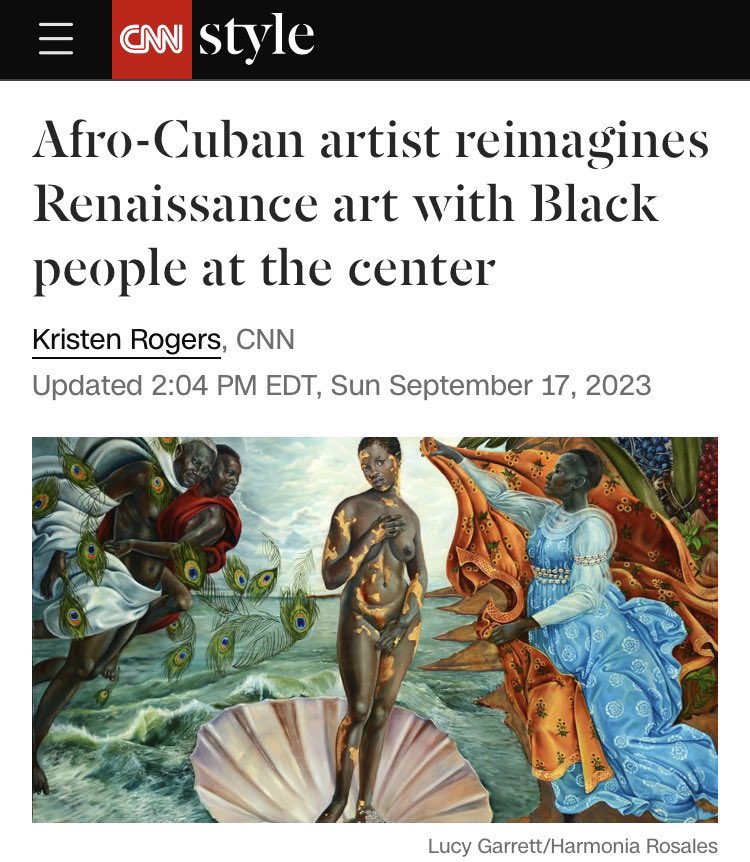 CNN style
Afro-Cuban artist reimagines
Renaissance art with Black
people at the center
Kristen Rogers, CNN
Updated 2:04 PM EDT, Sun September 17, 2023
Lucy Garrett/Harmonia Rosales